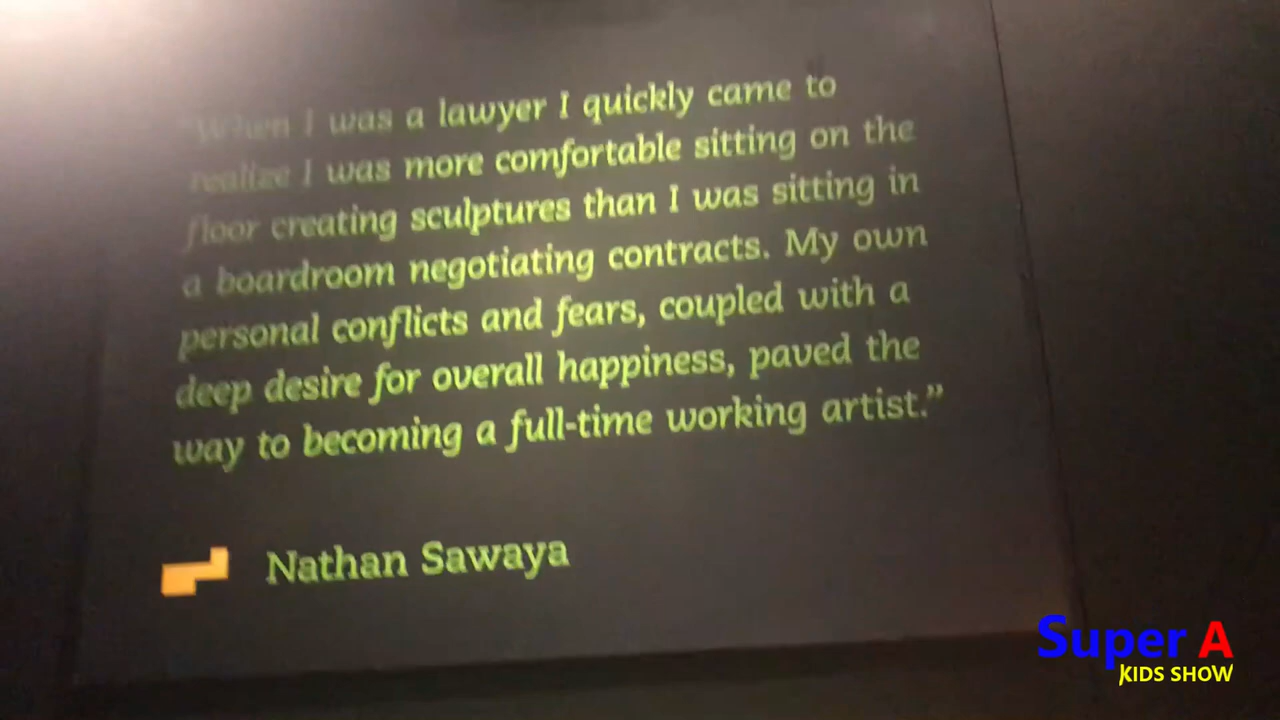 "When I was a lawyer I quickly came to
realize I was more comfortable sitting on the
floor creating sculptures than I was sitting in
a boardroom negotiating contracts. My own
personal conflicts and fears, coupled with a
deep desire for overall happiness, paved the
way to becoming a full-time working artist.”
Nathan Sawaya
Super A
KIDS SHOW